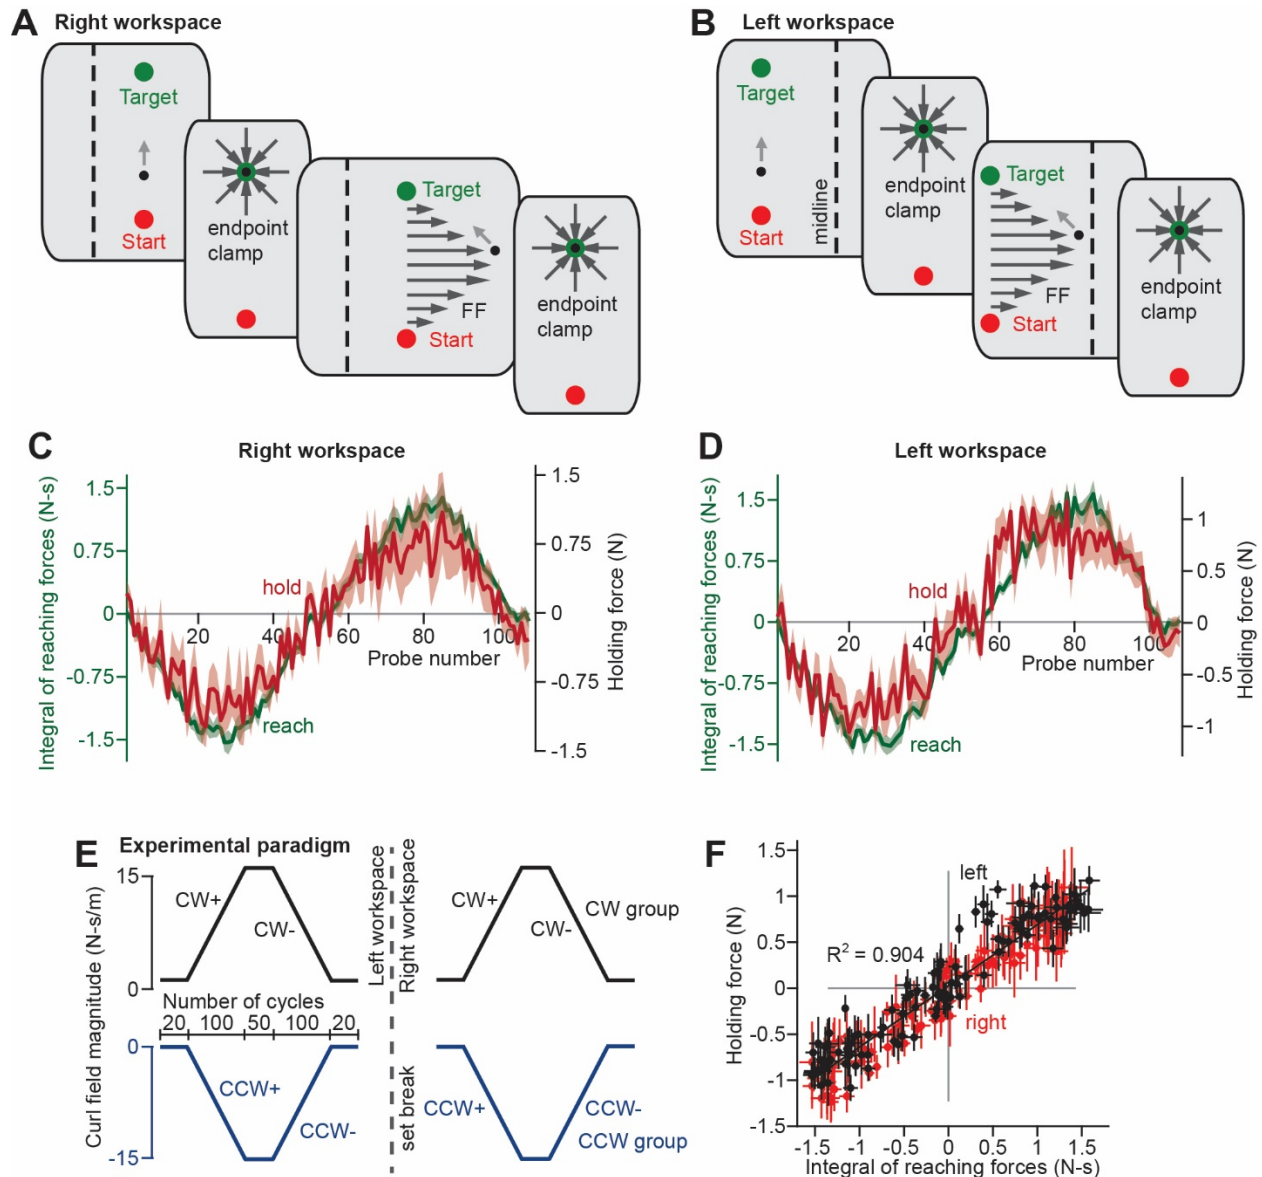 A Right workspace
Target
Start
endpoint
clamp
Target
FF
Start
endpoint
clamp
B Left workspace
Target
Start
midline
endpoint
clamp
Target
FF
Start
endpoint
clamp
C Right workspace
Integral of reaching forces (N-s)
1.5
0.75
0
-0.75
-1.5
20
40
60
80
100
Probe number
hold
reach
1.5
0.75
0
-0.75
-1.5
Holding force (N)
D Left workspace
Integral of reaching forces (N-s)
1.5
0.75
0
-0.75
-1.5
20
40
60
80
100
Probe number
hold
reach
1
0.5
0
-0.5
-1
Holding force (N)
E Experimental paradigm
Curl field magnitude (N-s/m)
15
0
CW+
CW-
Number of cycles
20 100 50 100 20
0
-15
CCW+
CCW-
Left workspace
Right workspace
set break
CW+
CW-
CW group
CCW+
CCW-
CCW group
F
Holding force (N)
1.5
1
0.5
0
-0.5
-1
-1.5
left
R² = 0.904
right
-1.5 -1 -0.5 0 0.5 1 1.5
Integral of reaching forces (N-s)